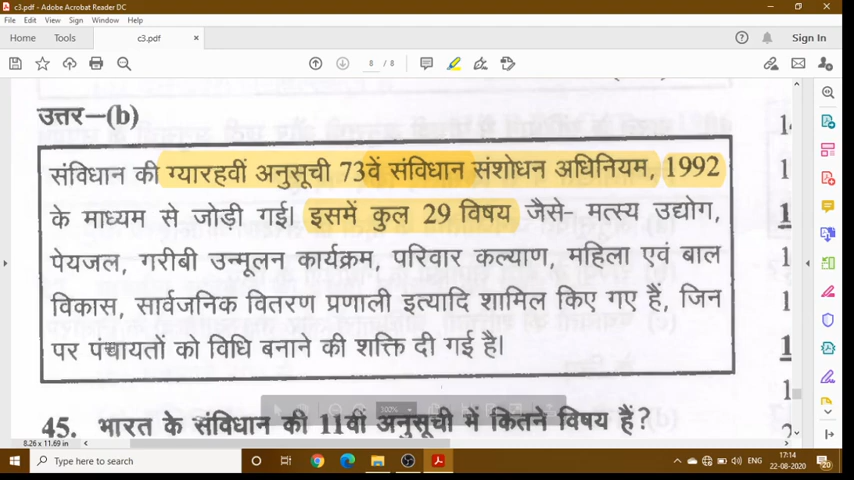 c3.pdf - Adobe Acrobat Reader DC
File Edit View Sign Window Help
Home Tools c3.pdf × Sign In
8 / 8
उत्तर–(b)
संविधान की ग्यारहवीं अनुसूची 73वें संविधान संशोधन अधिनियम, 1992
के माध्यम से जोडी गई। इसमें कुल 29 विषय जैसे– मत्स्य उद्योग,
पेयजल, गरीबी उन्मूलन कार्यक्रम, परिवार कल्याण, महिला एवं बाल
विकास, सार्वजनिक वितरण प्रणाली इत्यादि शामिल किए गए हैं, जिन
पर पंचायतों को विधि बनाने की शक्ति दी गई है।
45. भारत के संविधान की 11वीं अनुसूची में कितने विषय हैं?
8.26 x 11.69 in
Type here to search
17:14
22-08-2020
20